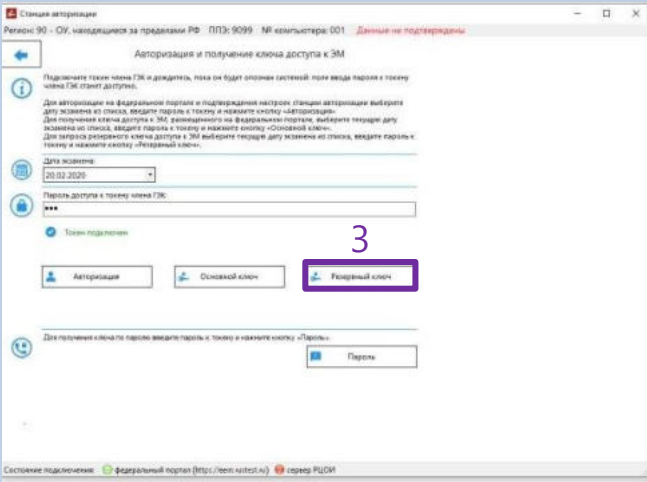 Станция авторизации
Регион: 90 - ОУ, находящиеся за пределами РФ ППЭ: 9099 № компьютера: 001 Данные не подтверждены
Авторизация и получение ключа доступа к ЭМ
Подключите токен члена ГЭК и дождитесь, пока он будет опознан системой: поле ввода пароля к токену
члена ГЭК станет доступно.
Для авторизации на федеральном портале и подтверждения настроек станции авторизации выберите
дату экзамена из списка, введите пароль к токену и нажмите кнопку «Авторизация».
Для получения ключа доступа к ЭМ, размещенного на федеральном портале, выберите текущую дату
экзамена из списка, введите пароль к токену и нажмите кнопку «Основной ключ».
Для запроса резервного ключа доступа к ЭМ выберите текущую дату экзамена из списка, введите пароль к
токену и нажмите кнопку «Резервный ключ».
Дата экзамена:
20.02.2020
Пароль доступа к токену члена ГЭК:
•••
Токен подключен
3
Авторизация Основной ключ Резервный ключ
Для получения ключа по паролю введите пароль к токену и нажмите кнопку «Пароль».
Пароль
Состояние подключения: федеральный портал (https://eem.rustest.ru) сервер РЦОИ